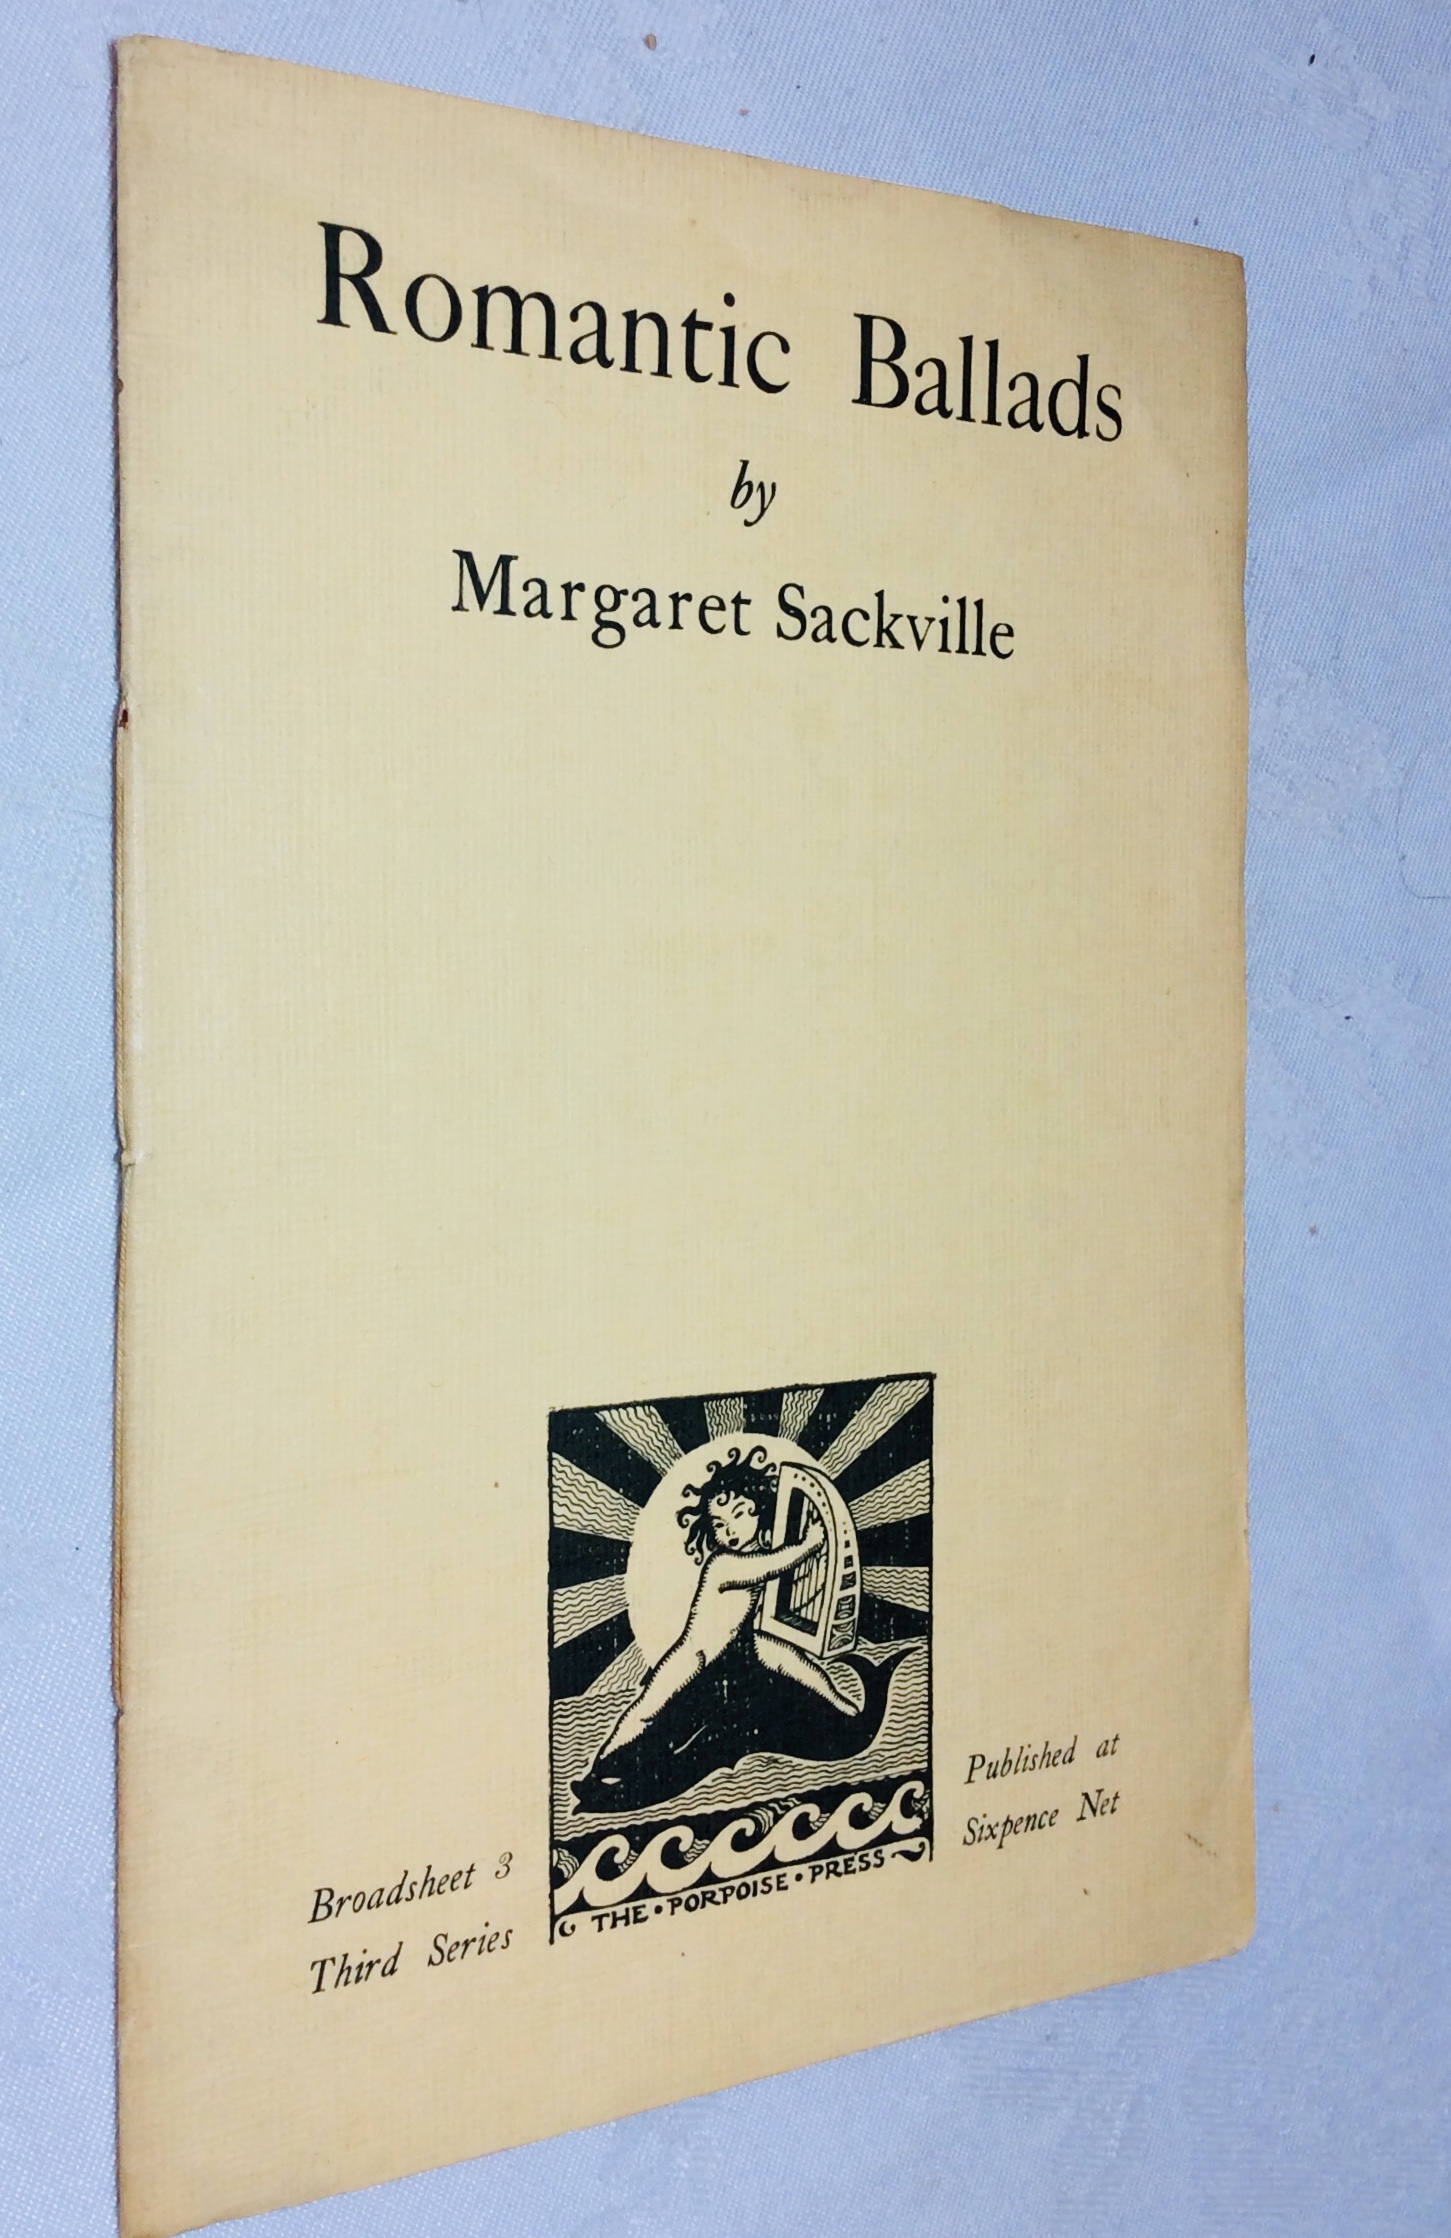 Romantic Ballads
by
Margaret Sackville
Broadsheet 3
Third Series
THE • PORPOISE • PRESS
Published at
Sixpence Net